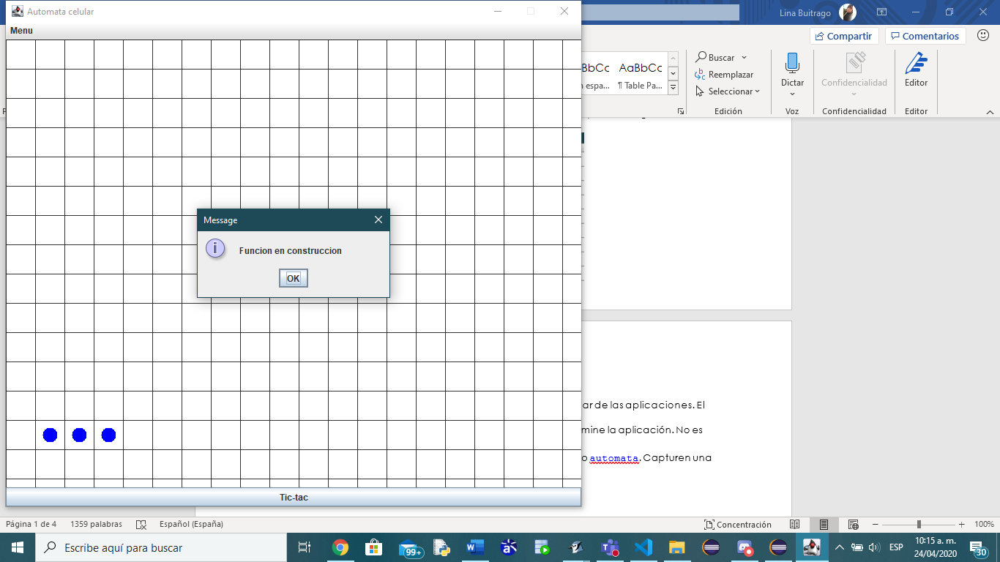 Automata celular
Menu
Message
Funcion en construccion
OK
Tic-tac
Lina Buitrago
Compartir
Comentarios
BbCc AaBbCc
espa... ¶ Table Pa...
Buscar
Reemplazar
Seleccionar
Edición
Dictar
Voz
Confidencialidad
Confidencialidad
Editor
Editor
ar de las aplicaciones. El
mine la aplicación. No es
o automata. Capturen una
Página 1 de 4 1359 palabras Español (España) Concentración 100%
Escribe aquí para buscar
99+
ESP
10:15 a. m.
24/04/2020
30